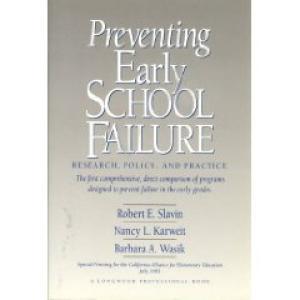 Preventing
Early
SCHOOL
FAILURE
RESEARCH, POLICY, AND PRACTICE
The first comprehensive, direct comparison of programs
designed to prevent failure in the early grades.
Robert E. Slavin
Nancy L. Karweit
Barbara A. Wasik
Special Printing for the California Alliance for Elementary Education
July, 1993
A LONGWOOD PROFESSIONAL BOOK